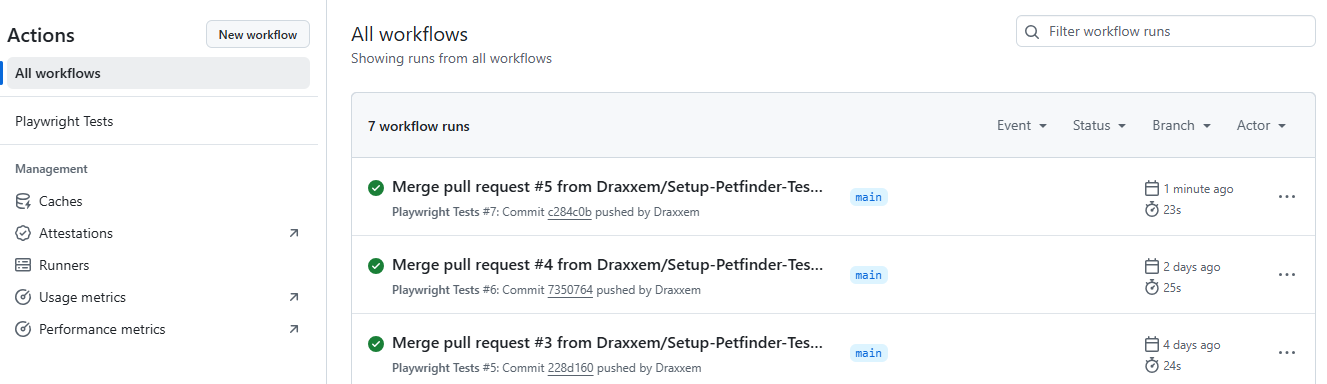 Actions
New workflow
All workflows
Playwright Tests
Management
Caches
Attestations
Runners
Usage metrics
Performance metrics
All workflows
Showing runs from all workflows
Filter workflow runs
7 workflow runs
Event
Status
Branch
Actor
Merge pull request #5 from Draxxem/Setup-Petfinder-Tes...
Playwright Tests #7: Commit c284c0b pushed by Draxxem
main
1 minute ago
23s
Merge pull request #4 from Draxxem/Setup-Petfinder-Tes...
Playwright Tests #6: Commit 7350764 pushed by Draxxem
main
2 days ago
25s
Merge pull request #3 from Draxxem/Setup-Petfinder-Tes...
Playwright Tests #5: Commit 228d160 pushed by Draxxem
main
4 days ago
24s